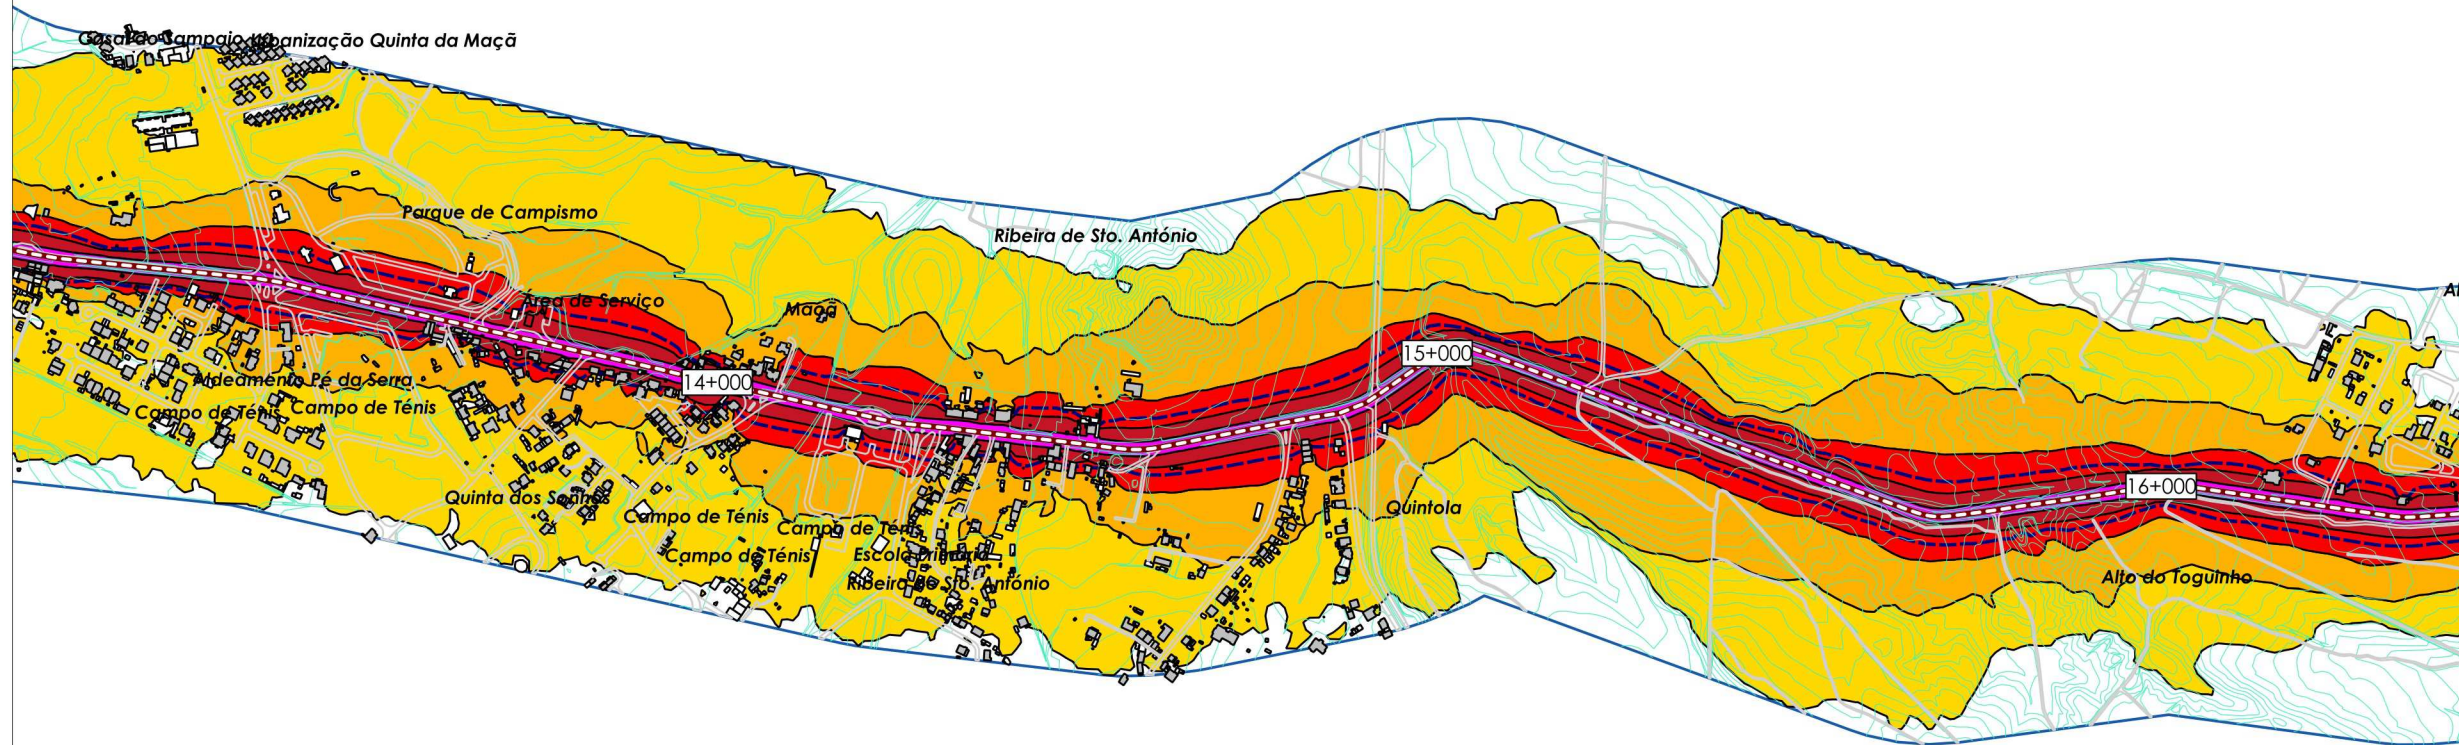 Casal do Sampaio
Urbanização Quinta da Maçã
Parque de Campismo
Ribeira de Sto. António
Área de Serviço
Maçã
15+000
14+000
Aldeamento Pé da Serra
Campo de Ténis
Campo de Ténis
16+000
Quinta dos Sonhos
Quintola
Campo de Ténis
Campo de Ténis
Campo de Ténis
Escola Primária
Alto do Toguinho
Ribeira de Sto. António